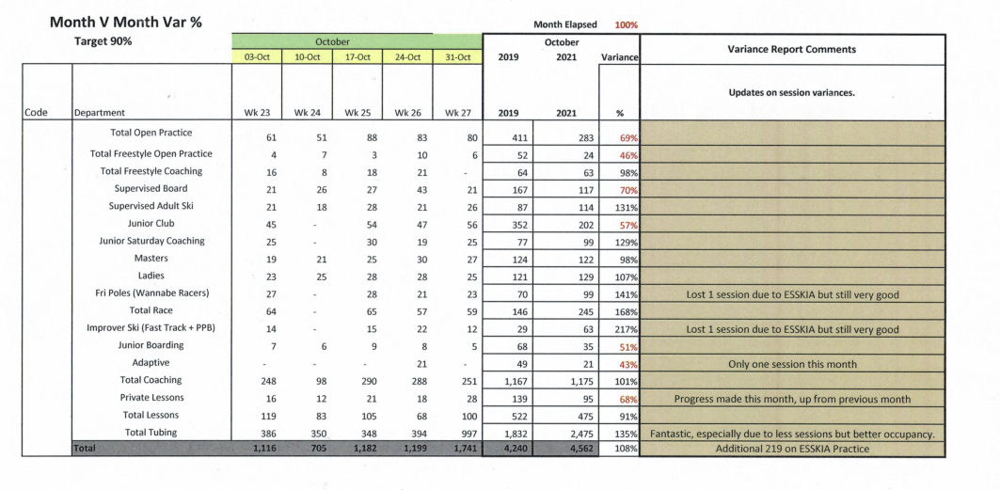 Month V Month Var %
Month Elapsed 100%
Target 90%
October October Variance Report Comments
03-Oct 10-Oct 17-Oct 24-Oct 31-Oct 2019 2021 Variance
Updates on session variances.
Code Department Wk 23 Wk 24 Wk 25 Wk 26 Wk 27 2019 2021 %
Total Open Practice 61 51 88 83 80 411 283 69%
Total Freestyle Open Practice 4 7 3 10 6 52 24 46%
Total Freestyle Coaching 16 8 18 21 - 64 63 98%
Supervised Board 21 26 27 43 21 167 117 70%
Supervised Adult Ski 21 18 28 21 26 87 114 131%
Junior Club 45 - 54 47 56 352 202 57%
Junior Saturday Coaching 25 - 30 19 25 77 99 129%
Masters 19 21 25 30 27 124 122 98%
Ladies 23 25 28 28 25 121 129 107%
Fri Poles (Wannabe Racers) 27 - 28 21 23 70 99 141% Lost 1 session due to ESSKIA but still very good
Total Race 64 - 65 57 59 146 245 168%
Improver Ski (Fast Track + PPB) 14 - 15 22 12 29 63 217% Lost 1 session due to ESSKIA but still very good
Junior Boarding 7 6 9 8 5 68 35 51%
Adaptive - - - 21 - 49 21 43% Only one session this month
Total Coaching 248 98 290 288 251 1,167 1,175 101%
Private Lessons 16 12 21 18 28 139 95 68% Progress made this month, up from previous month
Total Lessons 119 83 105 68 100 522 475 91%
Total Tubing 386 350 348 394 997 1,832 2,475 135% Fantastic, especially due to less sessions but better occupancy.
Total 1,116 705 1,182 1,199 1,741 4,240 4,562 108% Additional 219 on ESSKIA Practice